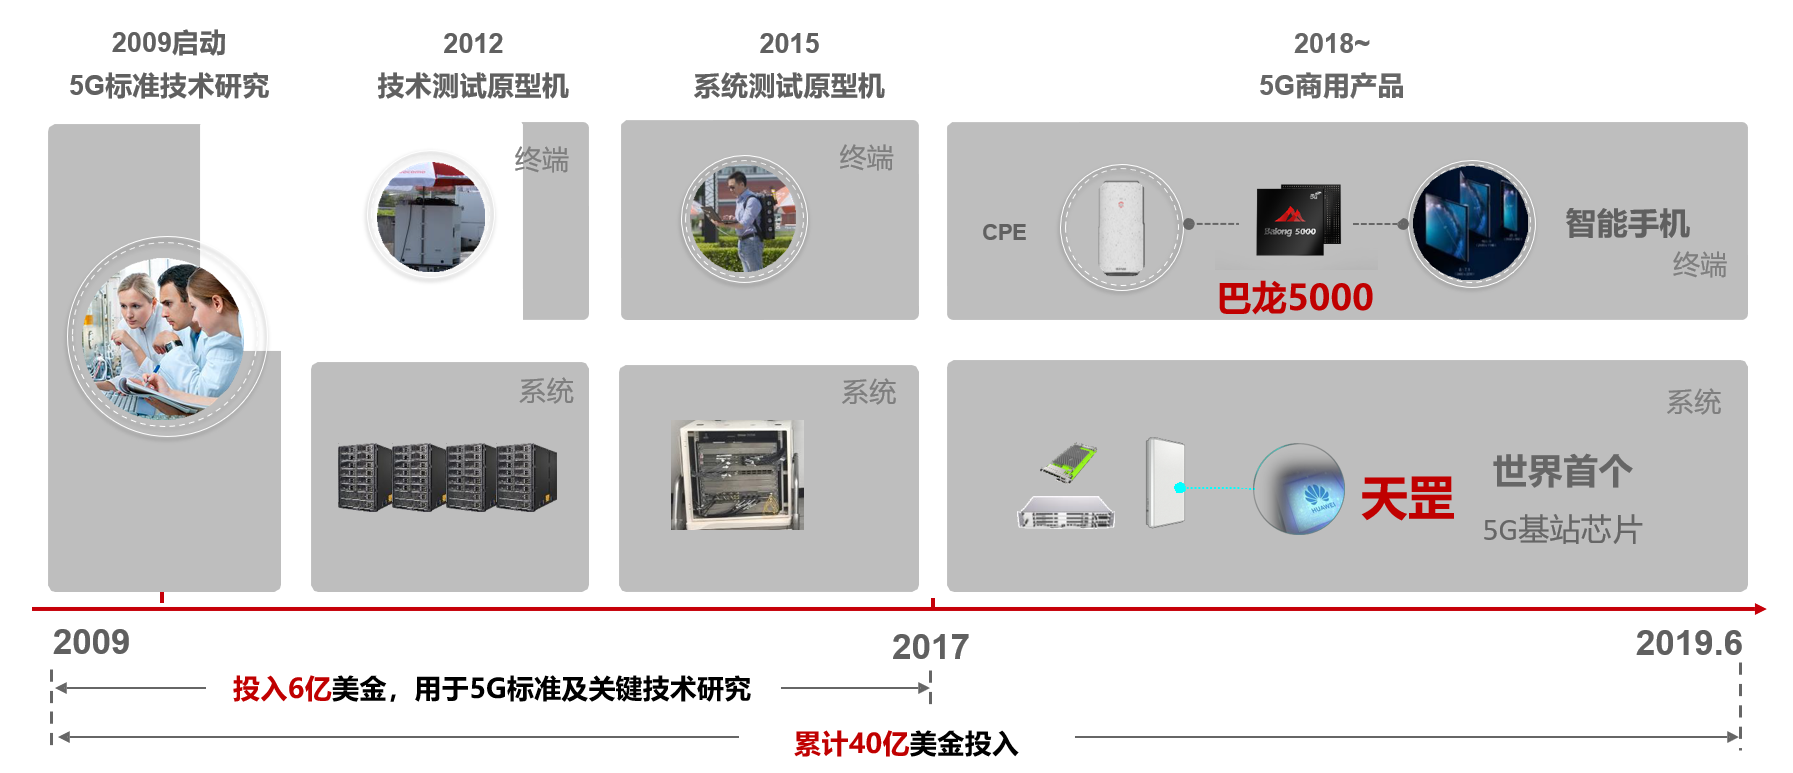 2009启动
5G标准技术研究
2012
技术测试原型机
2015
系统测试原型机
2018~
5G商用产品
终端
终端
CPE
5G
Balong 5000
巴龙5000
智能手机
终端
系统
系统
系统
HUAWEI
天罡
世界首个
5G基站芯片
2009
2017
2019.6
投入6亿美金，用于5G标准及关键技术研究
累计40亿美金投入